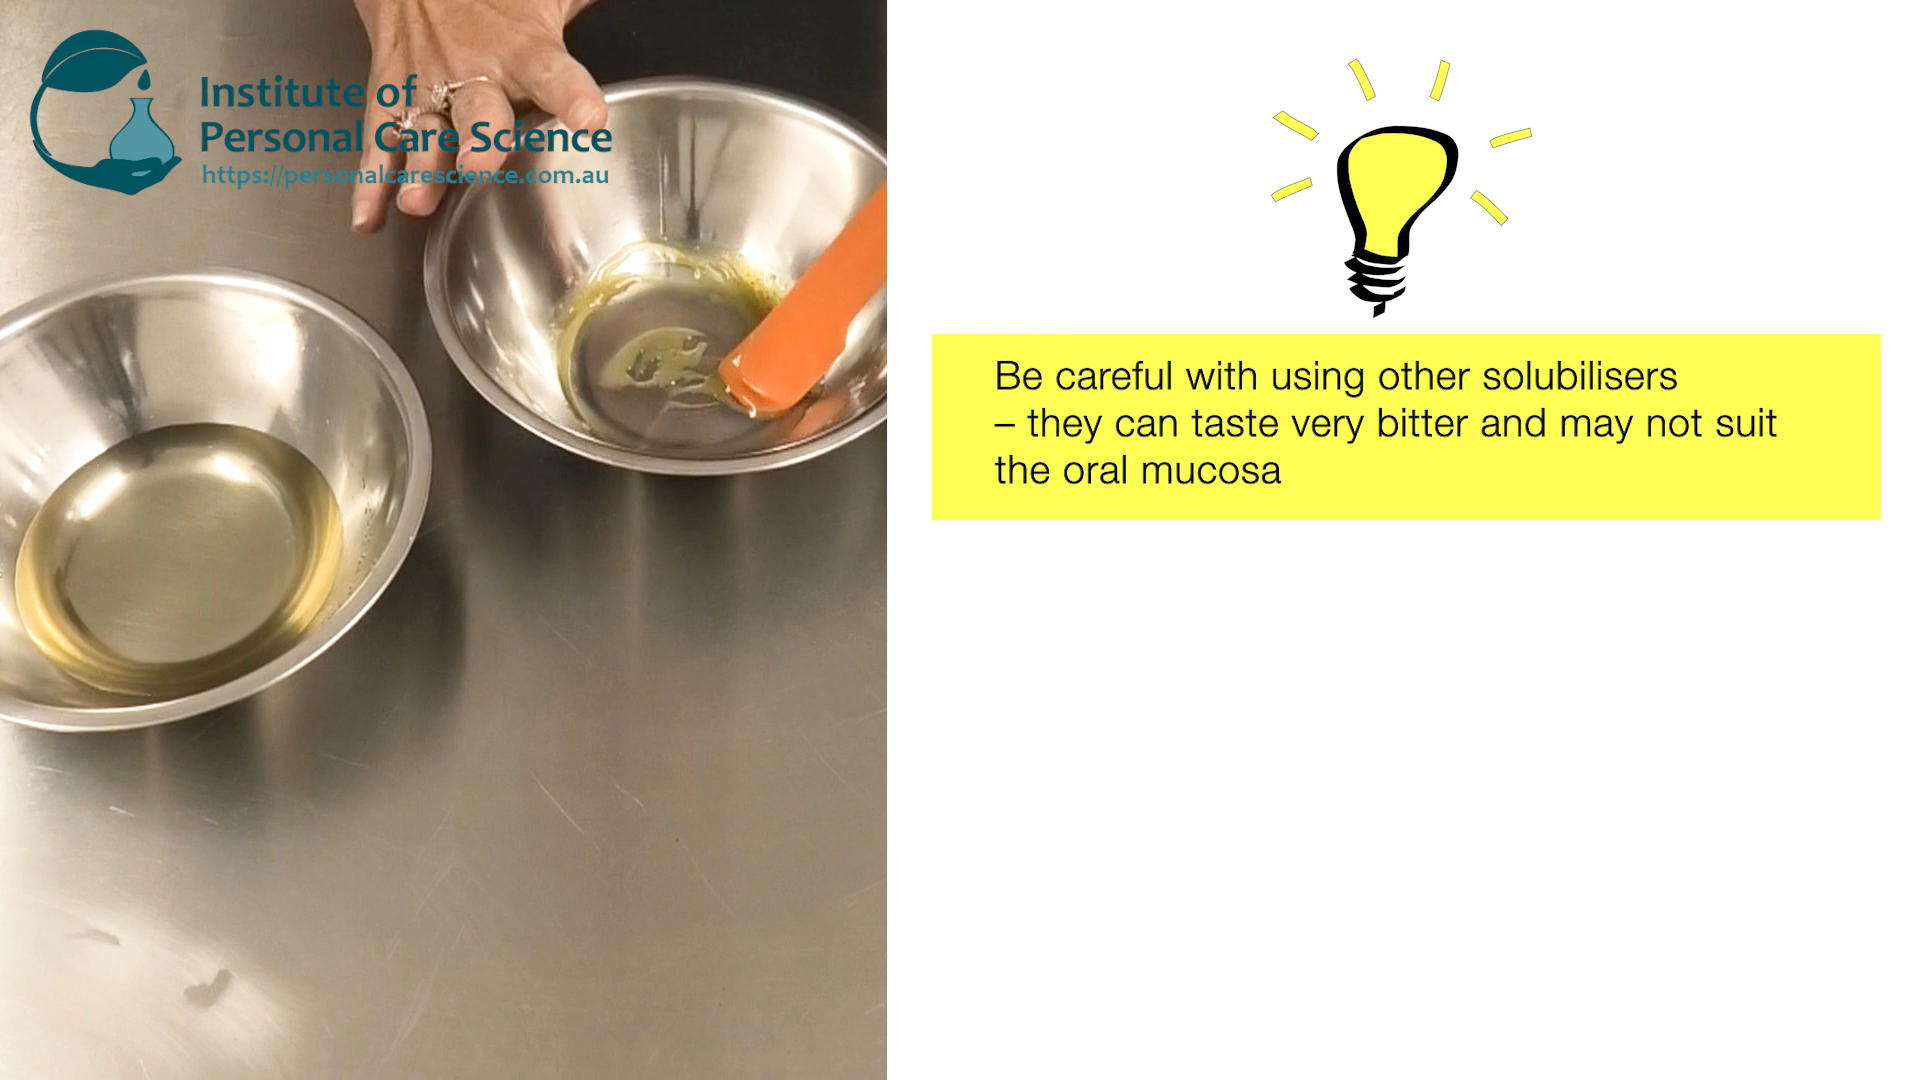 Institute of
Personal Care Science
https://personalcarescience.com.au
Be careful with using other solubilisers
– they can taste very bitter and may not suit
the oral mucosa